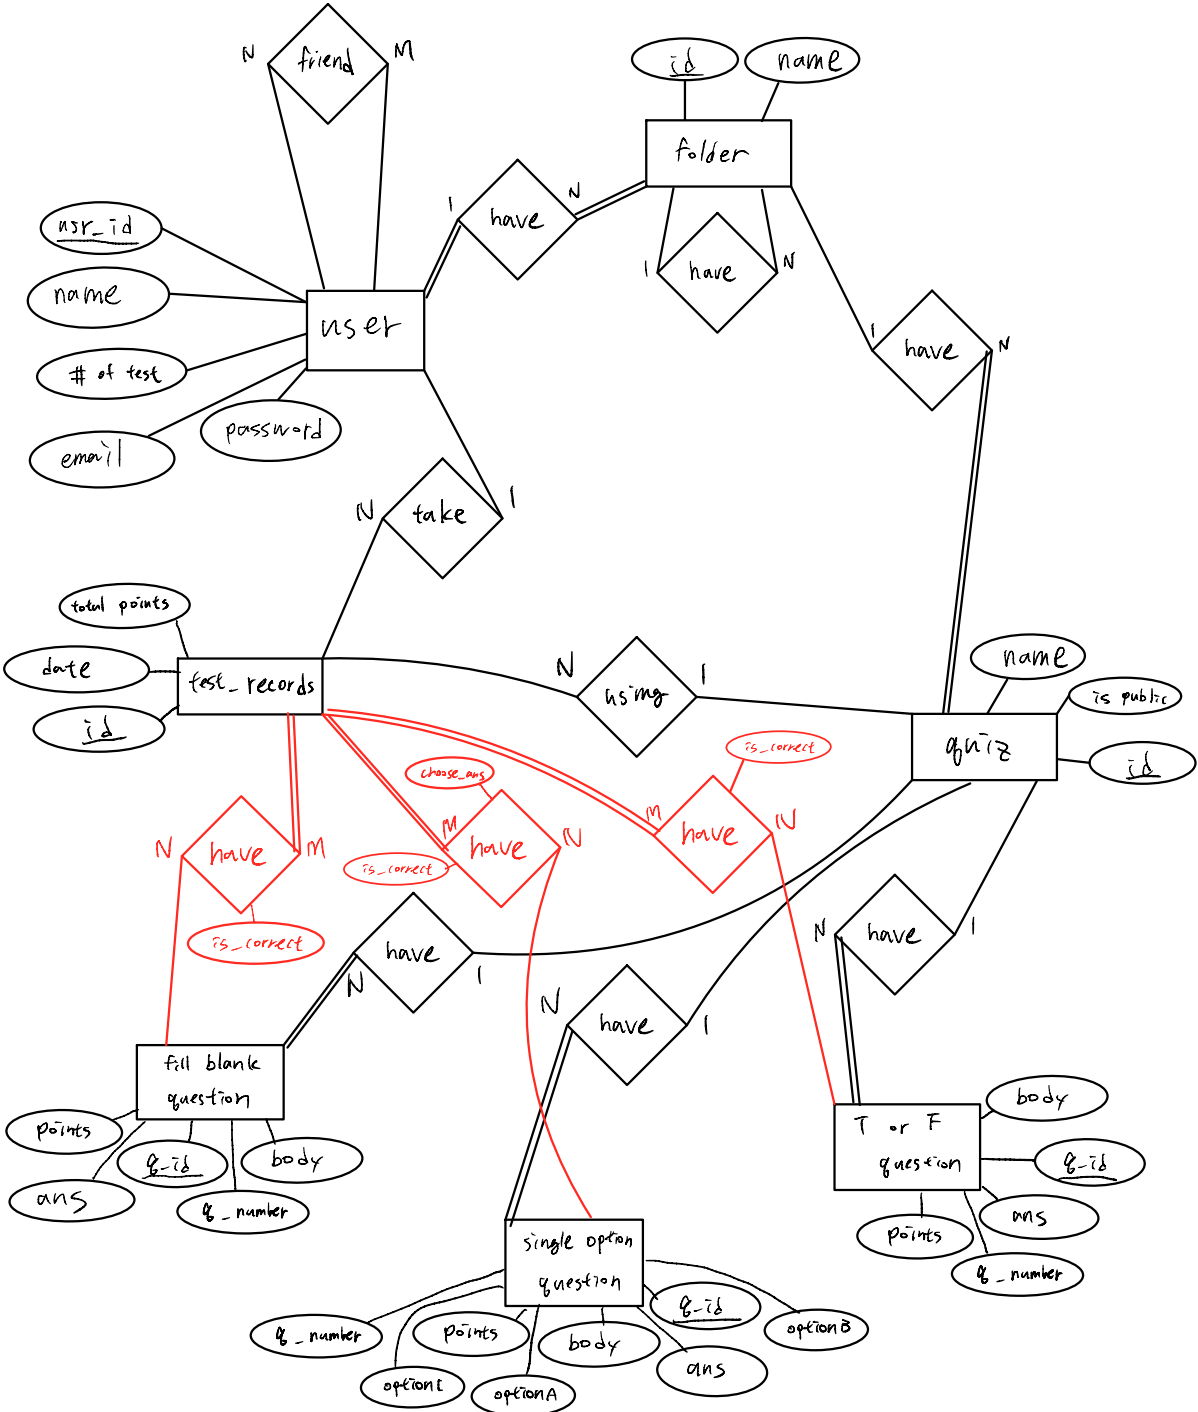 N
friend
M
id
name
folder
1
have
N
1
have
N
usr_id
name
user
# of test
email
password
1
have
N
N
take
1
total points
date
id
test_records
N
using
1
name
is public
quiz
id
is_correct
choose_ans
M
have
N
is_correct
M
have
N
N
have
M
is_correct
have
N
1
N
have
1
N
have
1
fill blank
question
points
q_id
body
ans
q_number
T or F
question
body
q_id
ans
points
q_number
single option
question
q_id
q_number
points
body
optionB
ans
optionC
optionA